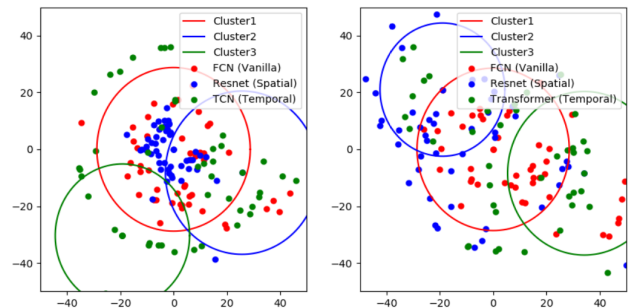 Cluster1
Cluster2
Cluster3
FCN (Vanilla)
Resnet (Spatial)
TCN (Temporal)
40
20
0
−20
−40
−40 −20 0 20 40
Cluster1
Cluster2
Cluster3
FCN (Vanilla)
Resnet (Spatial)
Transformer (Temporal)
40
20
0
−20
−40
−40 −20 0 20 40